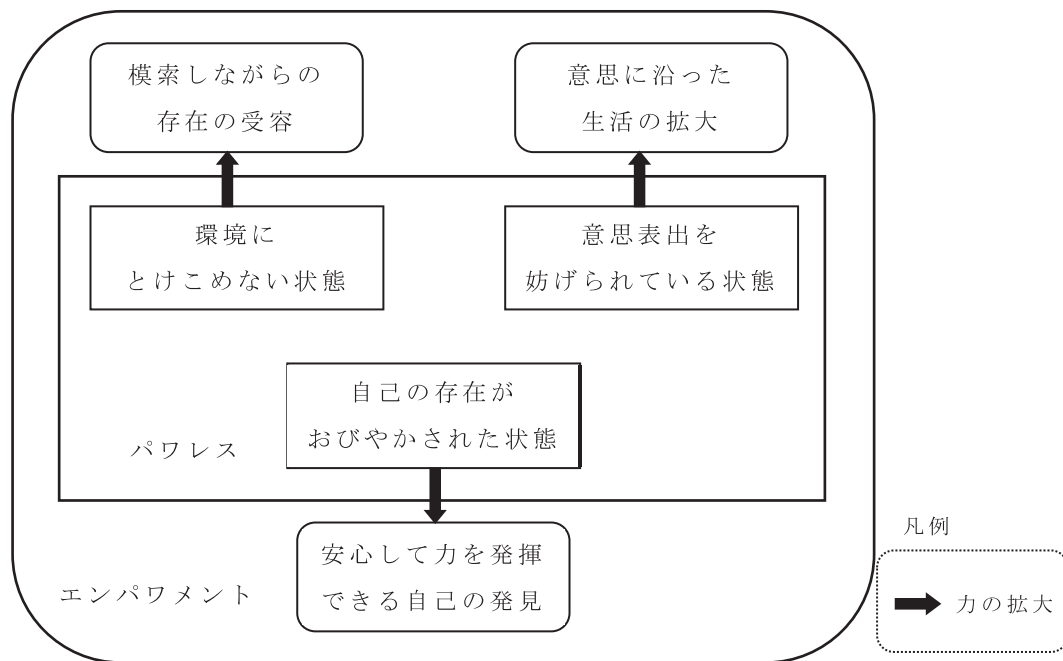 模索しながらの
存在の受容
意思に沿った
生活の拡大
環境に
とけこめない状態
意思表出を
妨げられている状態
自己の存在が
おびやかされた状態
パワレス
安心して力を発揮
できる自己の発見
エンパワメント
凡例
力の拡大